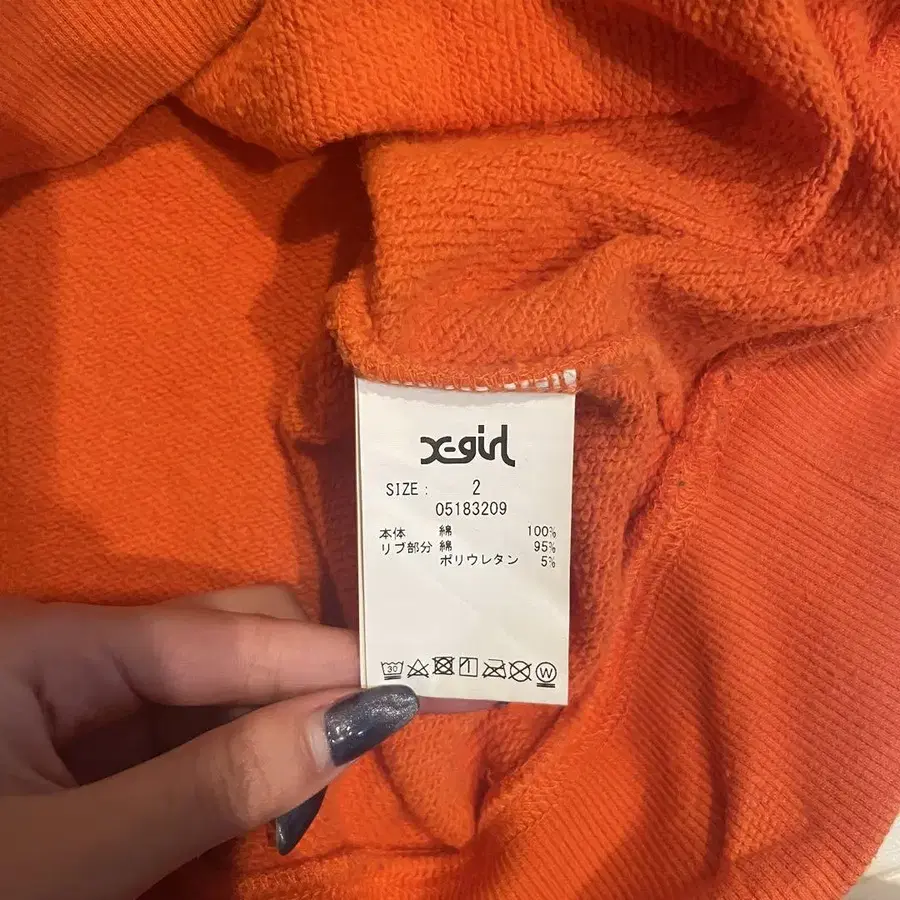 X-girl
SIZE : 2
05183209
本体 綿 100%
リブ部分 綿 95%
ポリウレタン 5%
30 W